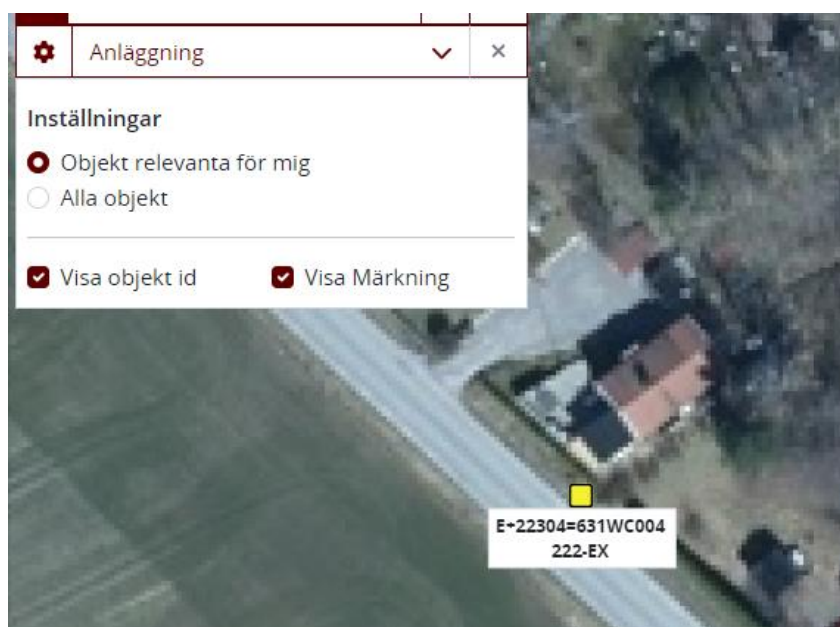 Anläggning
Inställningar
Objekt relevanta för mig
Alla objekt
Visa objekt id
Visa Märkning
E+22304=631WC004
222-EX